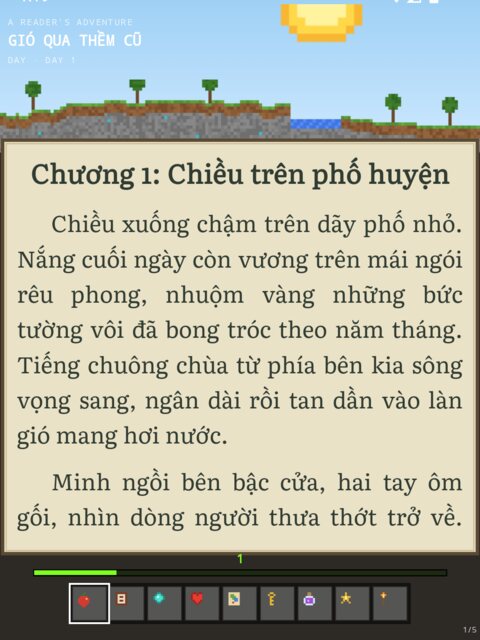 A READER'S ADVENTURE
GIÓ QUA THỀM CŨ
DAY · DAY 1
Chương 1: Chiều trên phố huyện
Chiều xuống chậm trên dãy phố nhỏ.
Nắng cuối ngày còn vương trên mái ngói
rêu phong, nhuộm vàng những bức
tường vôi đã bong tróc theo năm tháng.
Tiếng chuông chùa từ phía bên kia sông
vọng sang, ngân dài rồi tan dần vào làn
gió mang hơi nước.
Minh ngồi bên bậc cửa, hai tay ôm
gối, nhìn dòng người thưa thớt trở về.
1
1/5